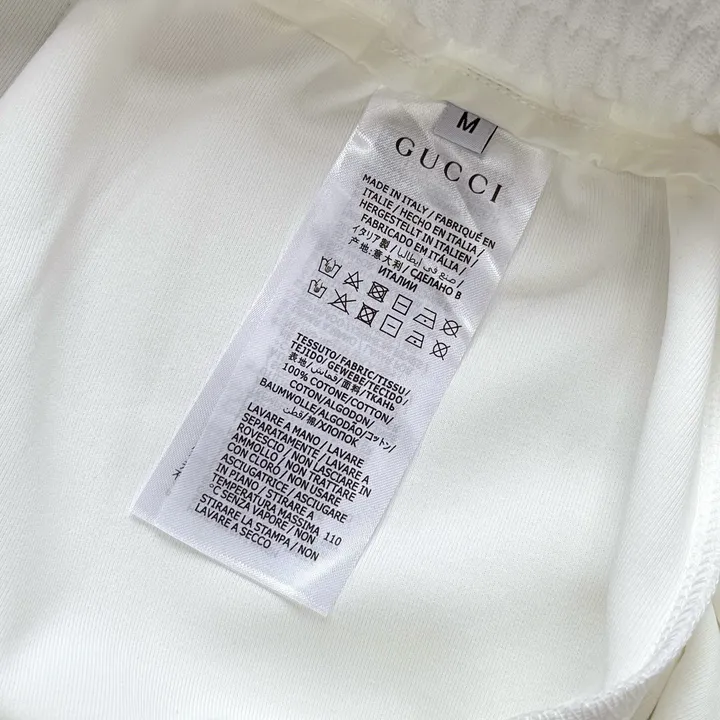 M
GUCCI
MADE IN ITALY / FABRIQUÉ EN
ITALIE / HECHO EN ITALIA /
HERGESTELLT IN ITALIEN /
FABRICADO EM ITÁLIA /
イタリア製 / صنع في إيطاليا /
产地:意大利 / СДЕЛАНО В
ИТАЛИИ
TESSUTO/ FABRIC/ TISSU/
TEJIDO/ GEWEBE/ TECIDO/
表地/ قماش/ 面料/ ТКАНЬ
100% COTONE/ COTTON/
COTON/ ALGODON/
BAUMWOLLE/ ALGODÃO/ コットン/
قطن/ 棉/ ХЛОПОК
LAVARE A MANO / LAVARE
SEPARATAMENTE / LAVARE A
ROVESCIO / NON LASCIARE IN
AMMOLLO / NON TRATTARE
CON CLORO / NON USARE
ASCIUGATRICE / ASCIUGARE
IN PIANO / STIRARE A
TEMPERATURA MASSIMA 110
°C SENZA VAPORE / NON
STIRARE LA STAMPA / NON
LAVARE A SECCO